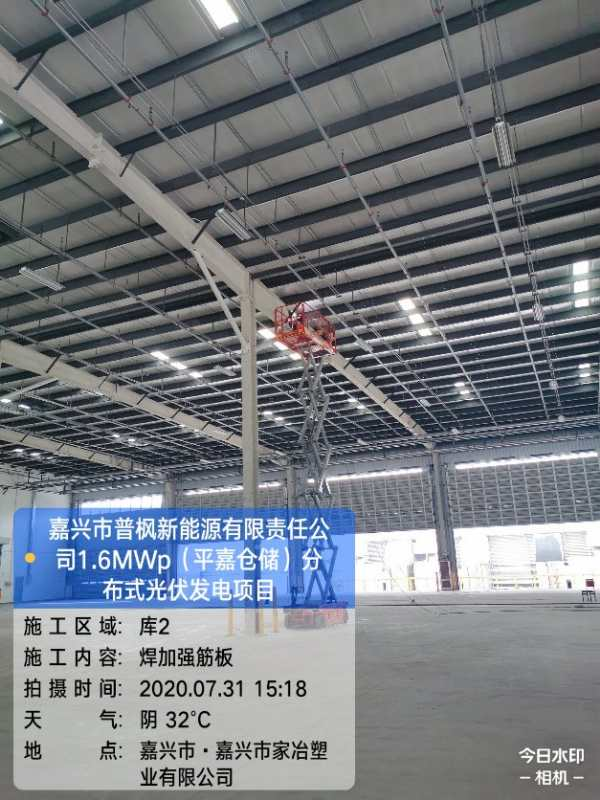 嘉兴市普枫新能源有限责任公
司1.6MWp（平嘉仓储）分
布式光伏发电项目
施工区域：库2
施工内容：焊加强筋板
拍摄时间：2020.07.31 15:18
天气：阴 32℃
地点：嘉兴市·嘉兴市家冶塑
业有限公司
今日水印
–相机–